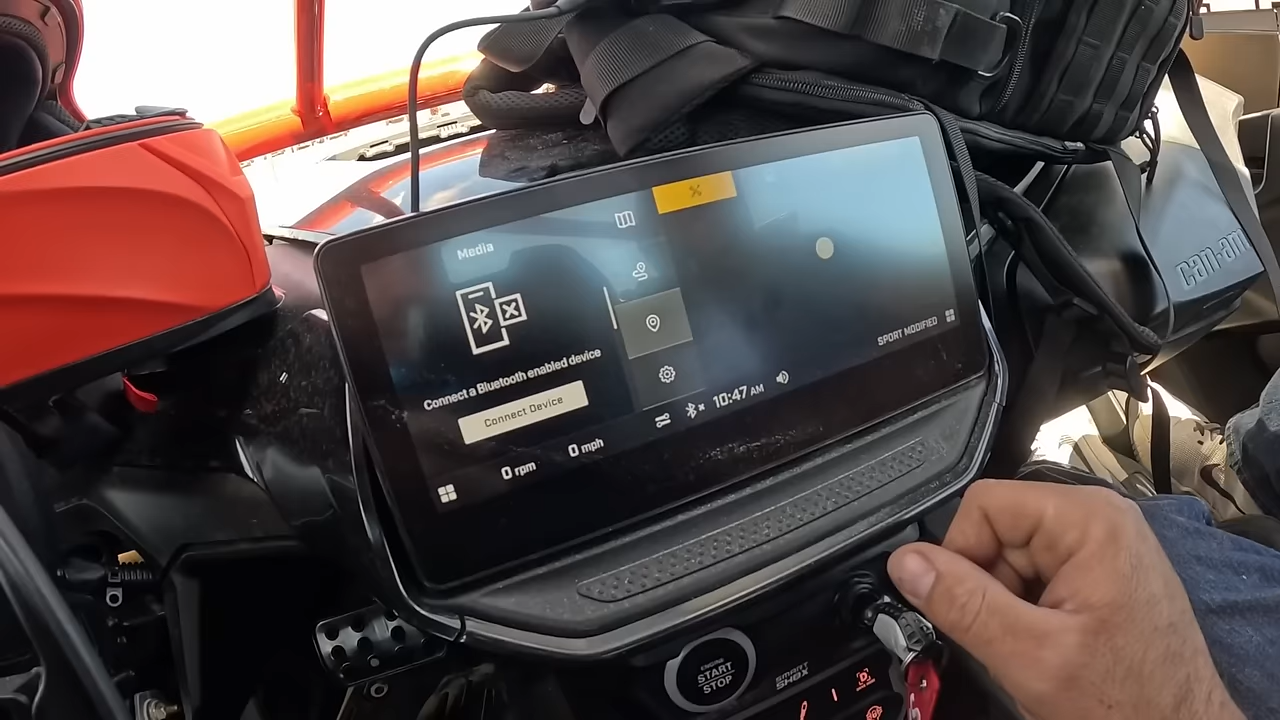 Media
Connect a Bluetooth enabled device
Connect Device
0 rpm
0 mph
10:47 AM
SPORT MODIFIED
can-am
ENGINE
START
STOP
SMART
SHOX